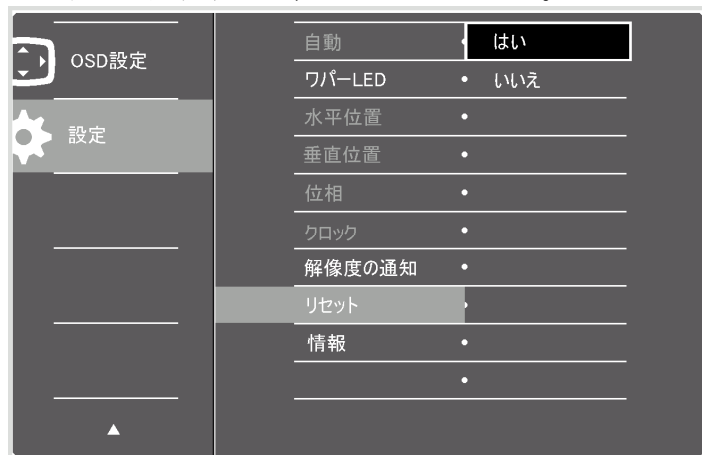 OSD設定
設定
自動
はい
ワパーLED
いいえ
水平位置
垂直位置
位相
クロック
解像度の通知
リセット
情報